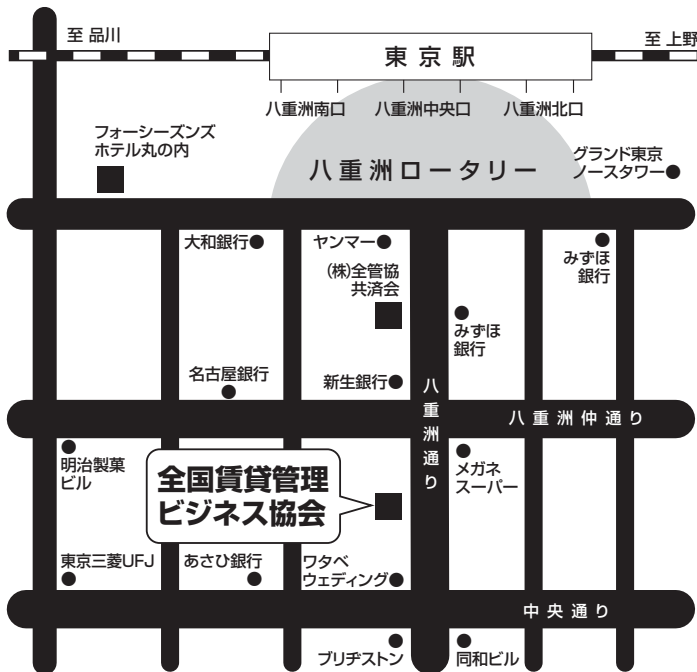 至 品川
東京駅
至 上野
八重洲南口
八重洲中央口
八重洲北口
フォーシーズンズ
ホテル丸の内
八重洲ロータリー
グランド東京
ノースタワー
大和銀行
ヤンマー
みずほ
銀行
(株)全管協
共済会
みずほ
銀行
名古屋銀行
新生銀行
八重洲通り
八重洲仲通り
明治製菓
ビル
全国賃貸管理
ビジネス協会
メガネ
スーパー
東京三菱UFJ
あさひ銀行
ワタベ
ウェディング
中央通り
ブリヂストン
同和ビル